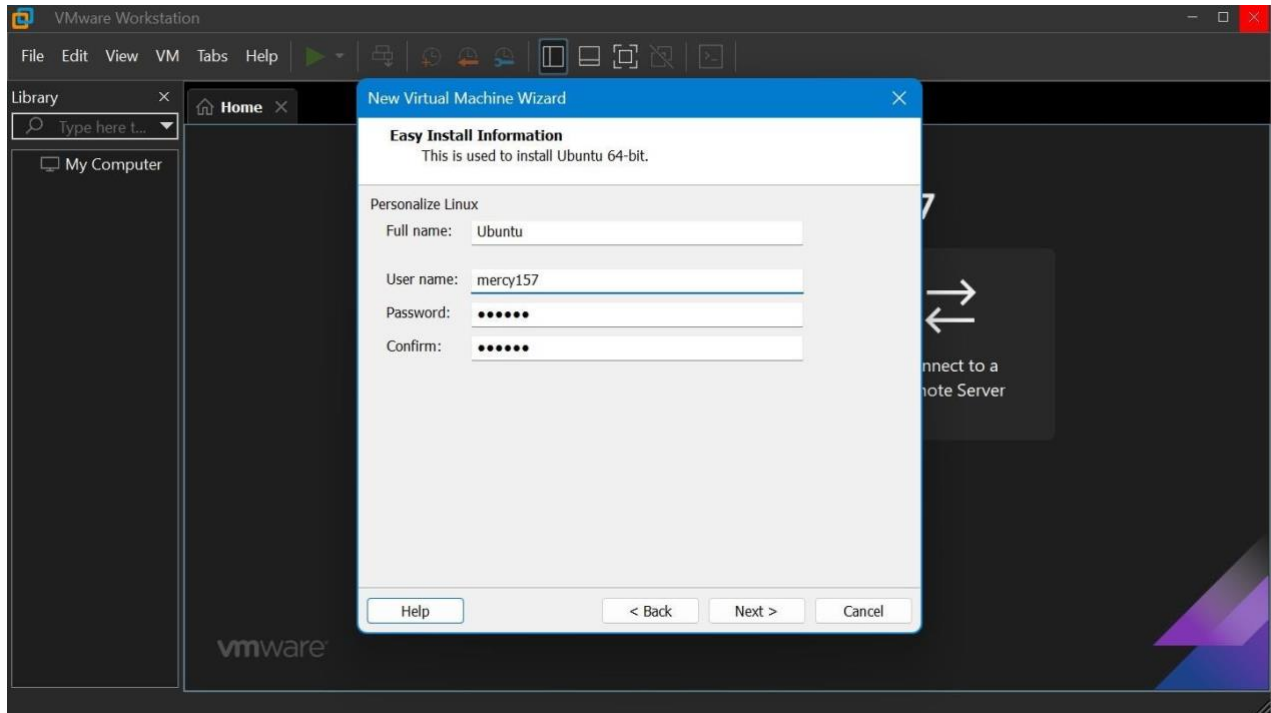 VMware Workstation
File Edit View VM Tabs Help
Library
Type here t...
My Computer
Home
New Virtual Machine Wizard
Easy Install Information
This is used to install Ubuntu 64-bit.
Personalize Linux
Full name: Ubuntu
User name: mercy157
Password: ●●●●●●
Confirm: ●●●●●●
Help < Back Next > Cancel
7
nnect to a
note Server
vmware